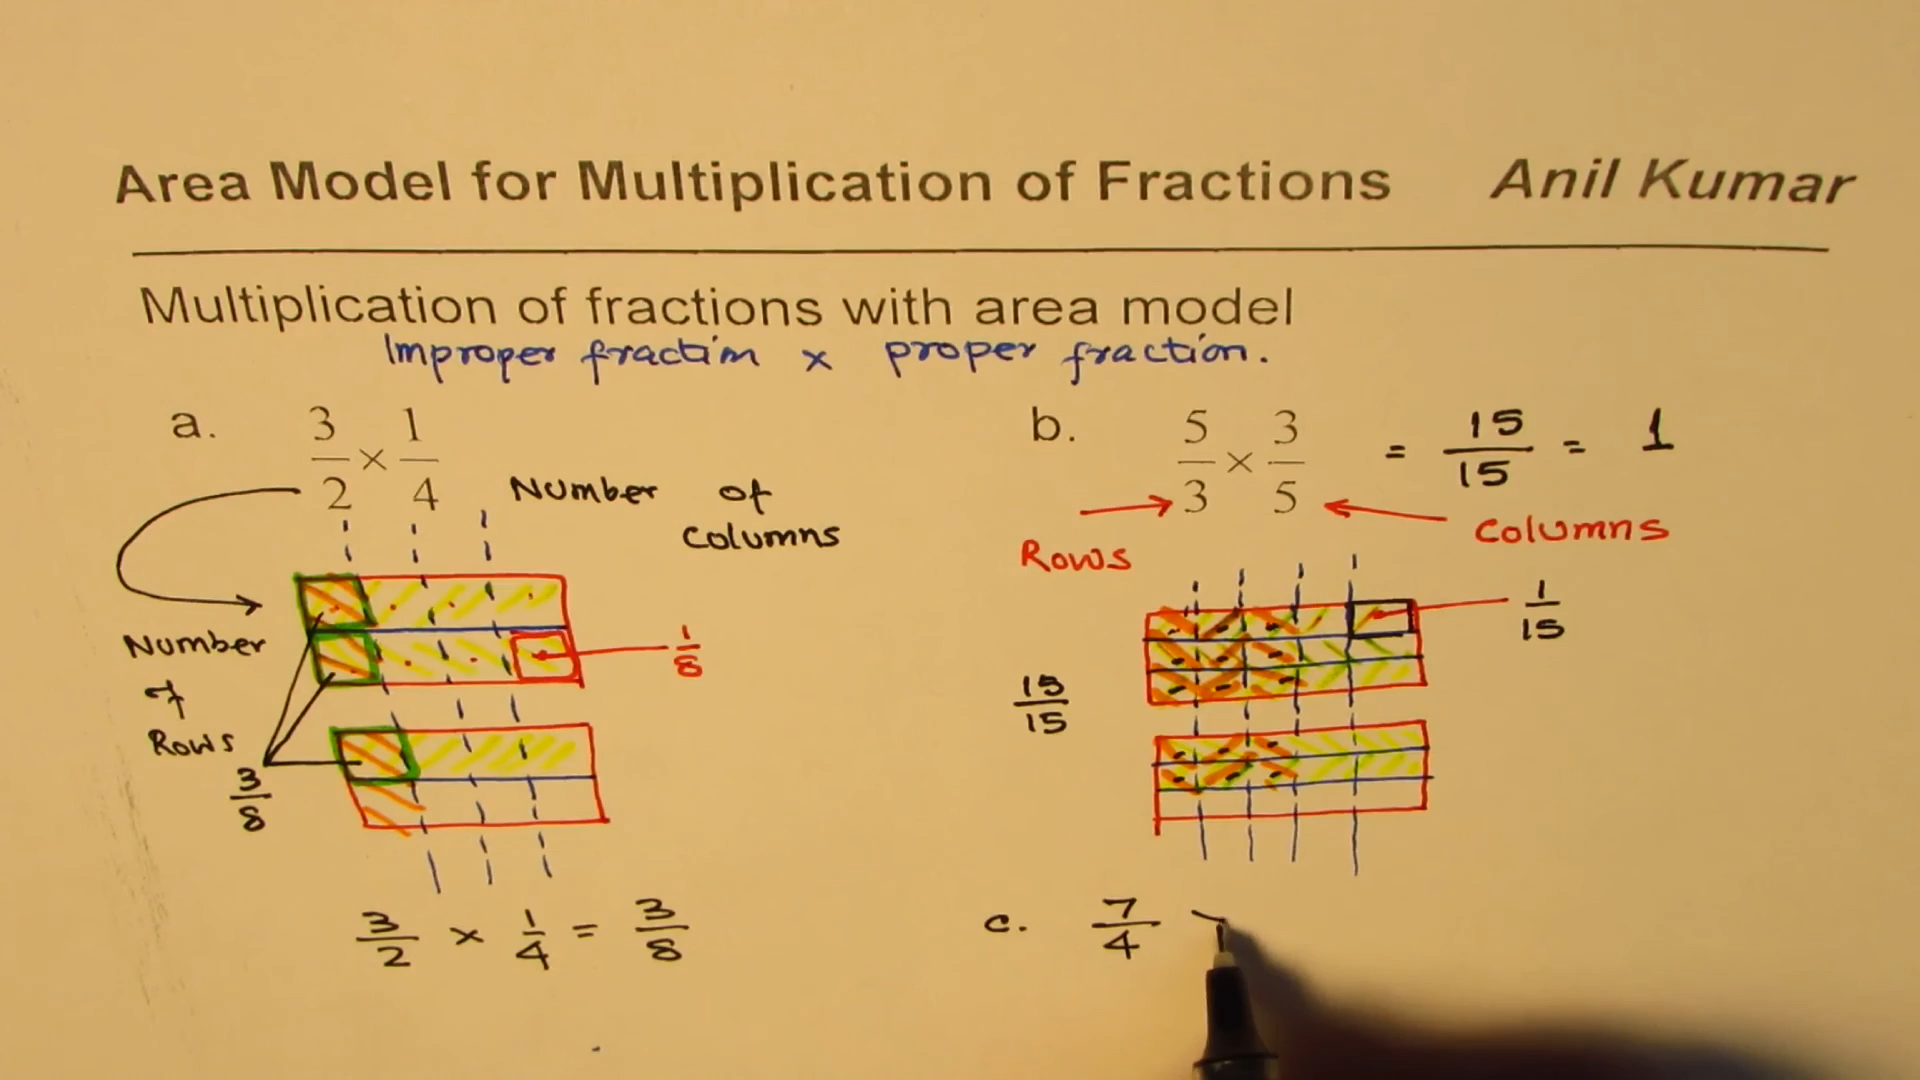 Area Model for Multiplication of Fractions Anil Kumar
Multiplication of fractions with area model
Improper fraction x proper fraction.
a. 3/2 × 1/4
Number of
columns
Number
of
Rows
1/8
3/8
3/2 x 1/4 = 3/8
b. 5/3 × 3/5 = 15/15 = 1
Rows
columns
1/15
15/15
c. 7/4